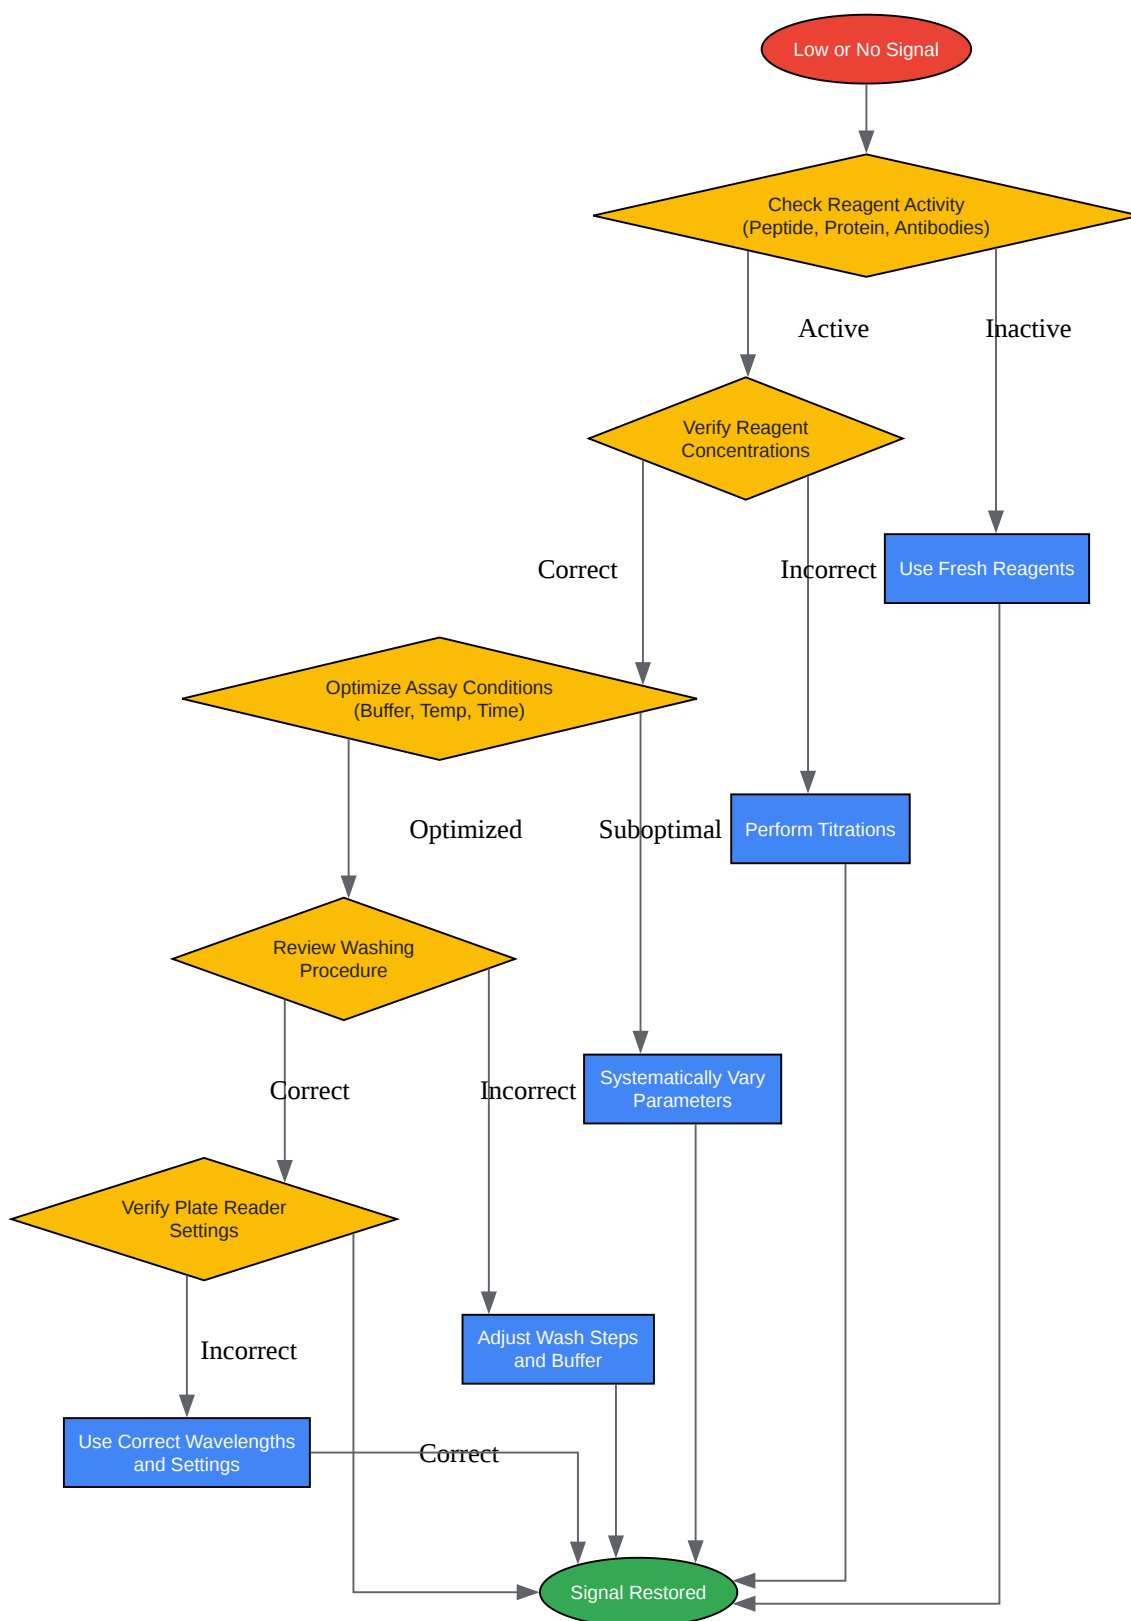 Low or No Signal
Check Reagent Activity
(Peptide, Protein, Antibodies)
Active
Inactive
Verify Reagent
Concentrations
Correct
Incorrect
Use Fresh Reagents
Optimize Assay Conditions
(Buffer, Temp, Time)
Optimized
Suboptimal
Perform Titrations
Review Washing
Procedure
Correct
Incorrect
Systematically Vary
Parameters
Verify Plate Reader
Settings
Incorrect
Adjust Wash Steps
and Buffer
Use Correct Wavelengths
and Settings
Correct
Signal Restored